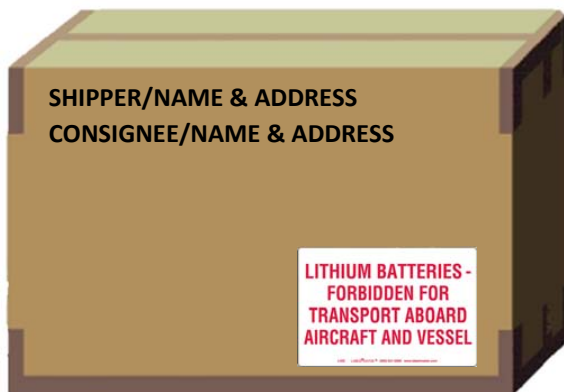 SHIPPER/NAME & ADDRESS
CONSIGNEE/NAME & ADDRESS
LITHIUM BATTERIES -
FORBIDDEN FOR
TRANSPORT ABOARD
AIRCRAFT AND VESSEL